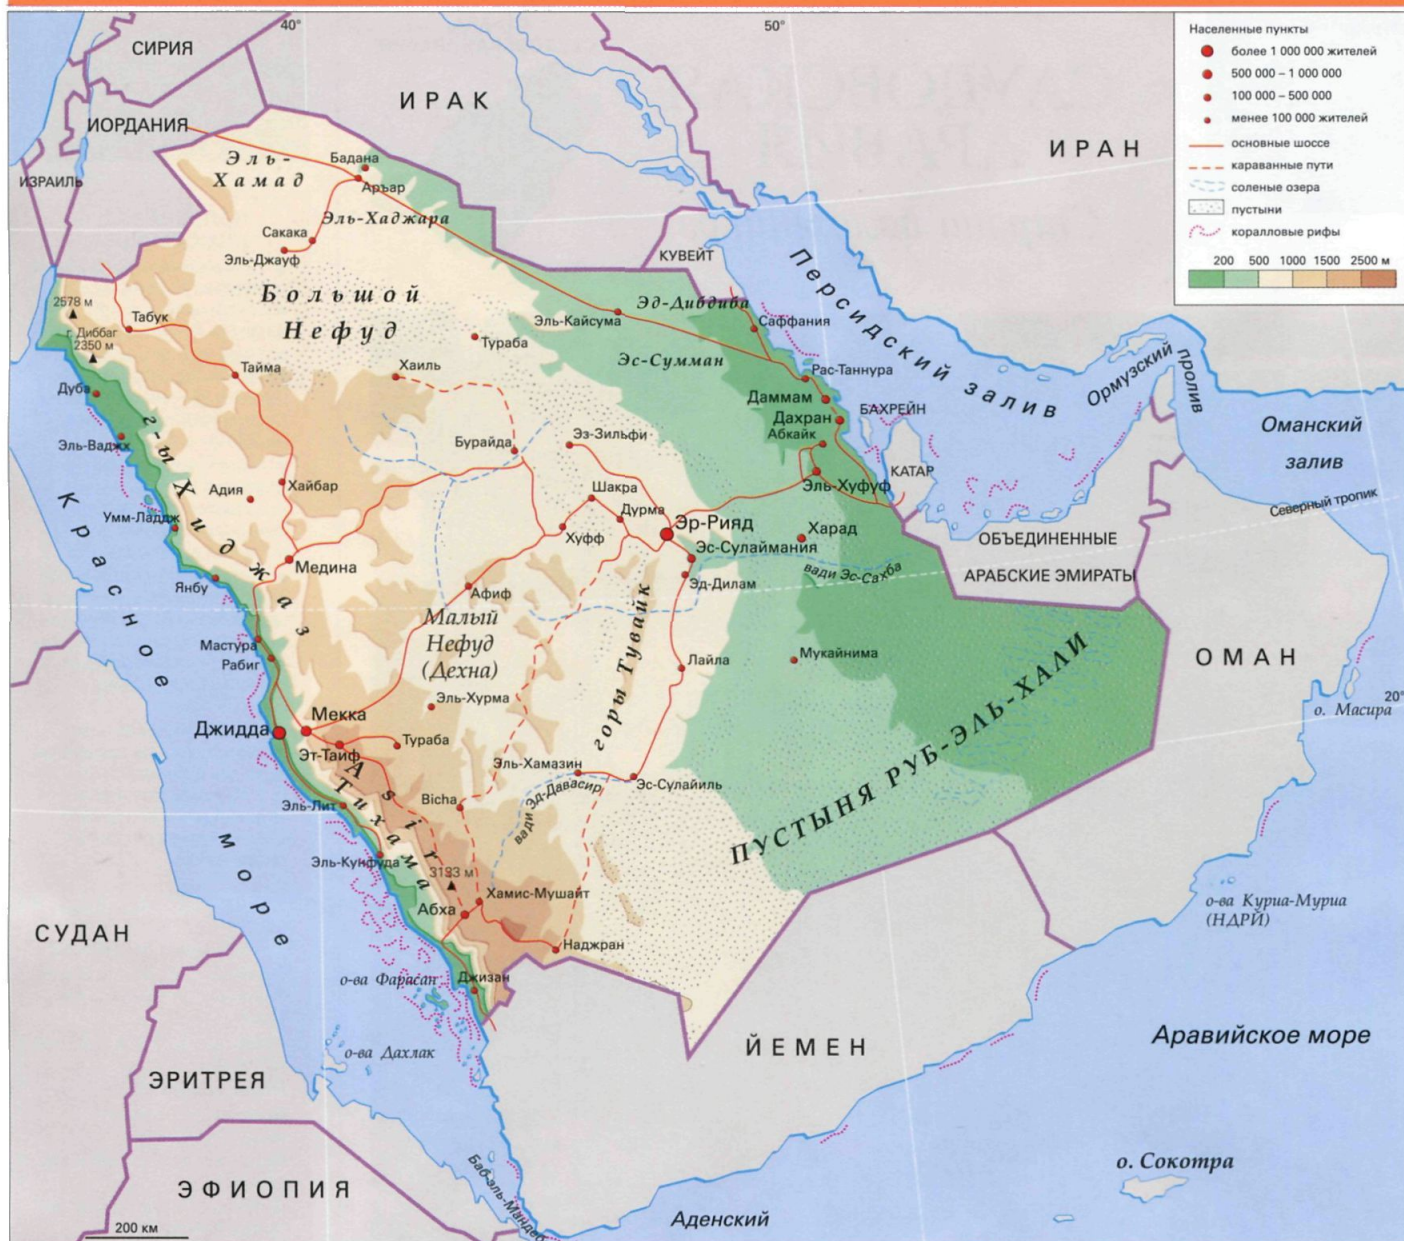 40°
50°
Населенные пункты
более 1 000 000 жителей
500 000 – 1 000 000
100 000 – 500 000
менее 100 000 жителей
основные шоссе
караванные пути
соленые озера
пустыни
коралловые рифы
200 500 1000 1500 2500 м
СИРИЯ
ИРАК
ИОРДАНИЯ
ИРАН
ИЗРАИЛЬ
Эль-
Хамад
Бадана
Аръар
Эль-Хаджара
Сакака
Эль-Джауф
КУВЕЙТ
Персидский залив
Большой
Нефуд
2578 м
г. Диббаг
2350 м
Табук
Эд-Дибдиба
Эль-Кайсума
Саффания
Тураба
Эс-Сумман
Тайма
Хаиль
Рас-Таннура
Ормузский
пролив
Дуба
Даммам
Дахран
БАХРЕЙН
Абкайк
Оманский
залив
Эль-Ваджх
г-ы Хиджаз
Бурайда
Эз-Зильфи
КАТАР
Эль-Хуфуф
Адия
Хайбар
Шакра
Дурма
Северный тропик
Умм-Ладдж
Эр-Рияд
Харад
Хуфф
Эс-Сулаймания
ОБЪЕДИНЕННЫЕ
АРАБСКИЕ ЭМИРАТЫ
Медина
вади Эс-Сахба
Янбу
Эд-Дилам
Афиф
Красное море
Малый
Нефуд
(Дехна)
горы Тувайк
Мастура
Рабиг
Лайла
Мукайнима
ОМАН
20°
Эль-Хурма
о. Масира
Мекка
Джидда
Эт-Таиф
Тураба
Asir
Тихама
Эль-Хамазин
вади Эд-Давасир
Эс-Сулайиль
Эль-Лит
Bicha
ПУСТЫНЯ РУБ-ЭЛЬ-ХАЛИ
Эль-Кунфуда
3133 м
Хамис-Мушайт
Абха
о-ва Куриа-Муриа
(НДРЙ)
СУДАН
Наджран
о-ва Фарасан
Джизан
Аравийское море
о-ва Дахлак
ЙЕМЕН
ЭРИТРЕЯ
о. Сокотра
Баб-эль-Мандеб
ЭФИОПИЯ
Аденский
200 км